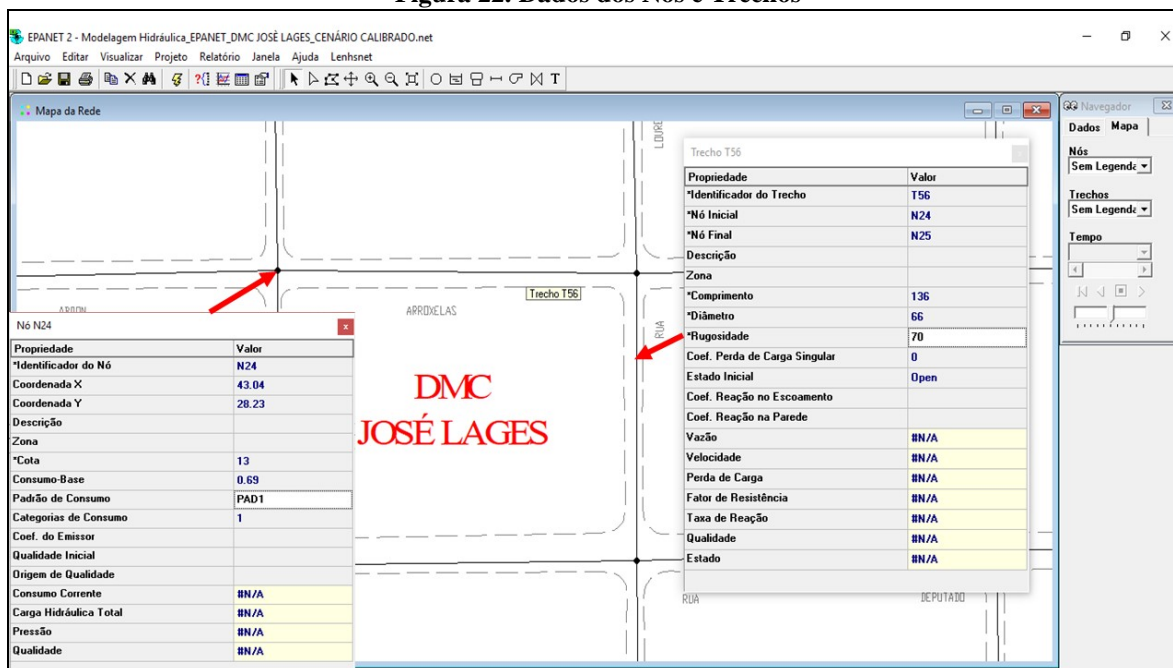 Figura 22: Dados dos Nós e Trechos
EPANET 2 - Modelagem Hidráulica_EPANET_DMC JOSÉ LAGES_CENÁRIO CALIBRADO.net
Arquivo Editar Visualizar Projeto Relatório Janela Ajuda Lenhsnet
T
Mapa da Rede
Navegador
Dados Mapa
Nós
Sem Legenda
Trechos
Sem Legenda
Tempo
Trecho T56
Propriedade Valor
*Identificador do Trecho T56
*Nó Inicial N24
*Nó Final N25
Descrição
Zona
*Comprimento 136
*Diâmetro 66
*Rugosidade 70
Coef. Perda de Carga Singular 0
Estado Inicial Open
Coef. Reação no Escoamento
Coef. Reação na Parede
Vazão #N/A
Velocidade #N/A
Perda de Carga #N/A
Fator de Resistência #N/A
Taxa de Reação #N/A
Qualidade #N/A
Estado #N/A
Trecho T56
ARROXELAS
RUA
DMC
JOSÉ LAGES
RUA
DEPUTADO
Nó N24
Propriedade Valor
*Identificador do Nó N24
Coordenada X 43.04
Coordenada Y 28.23
Descrição
Zona
*Cota 13
Consumo-Base 0.69
Padrão de Consumo PAD1
Categorias de Consumo 1
Coef. do Emissor
Qualidade Inicial
Origem de Qualidade
Consumo Corrente #N/A
Carga Hidráulica Total #N/A
Pressão #N/A
Qualidade #N/A